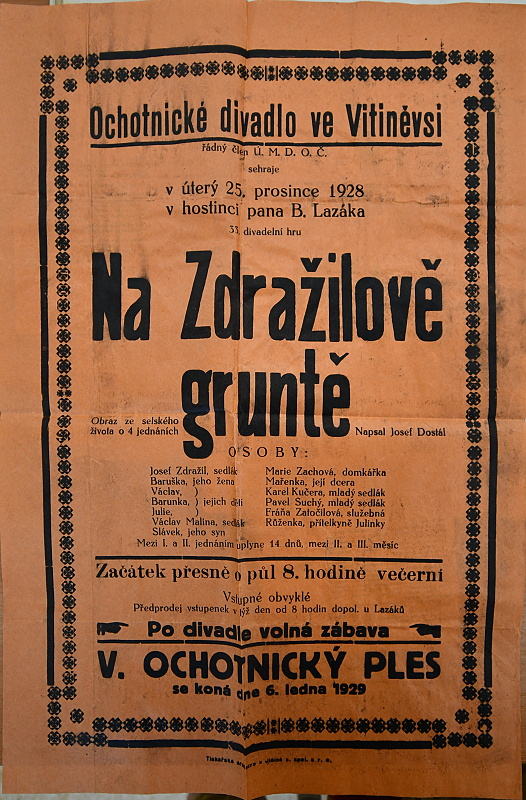 Ochotnické divadlo ve Vitiněvsi
řádný člen Ú. M. D. O. Č.
sehraje
v úterý 25. prosince 1928
v hostinci pana B. Lazáka
33. divadelní hru
Na Zdražilově
gruntě
Obraz ze selského
života o 4 jednáních
Napsal Josef Dostál
OSOBY:
Josef Zdražil, sedlák
Baruška, jeho žena
Václav, )
Barunka, ) jejich děti
Julie,
Václav Malina, sedlák
Slávek, jeho syn
Marie Zachová, domkářka
Mařenka, její dcera
Karel Kučera, mladý sedlák
Pavel Suchý, mladý sedlák
Fráňa Zatočilová, služebná
Růženka, přítelkyně Julinky
Mezi I. a II. jednáním uplyne 14 dnů, mezi II. a III. měsíc
Začátek přesně o půl 8. hodině večerní
Vstupné obvyklé
Předprodej vstupenek v týž den od 8 hodin dopol. u Lazáků
Po divadle volná zábava
V. OCHOTNICKÝ PLES
se koná dne 6. ledna 1929
Tiskařské v Jičíně s. spol. s r. o.